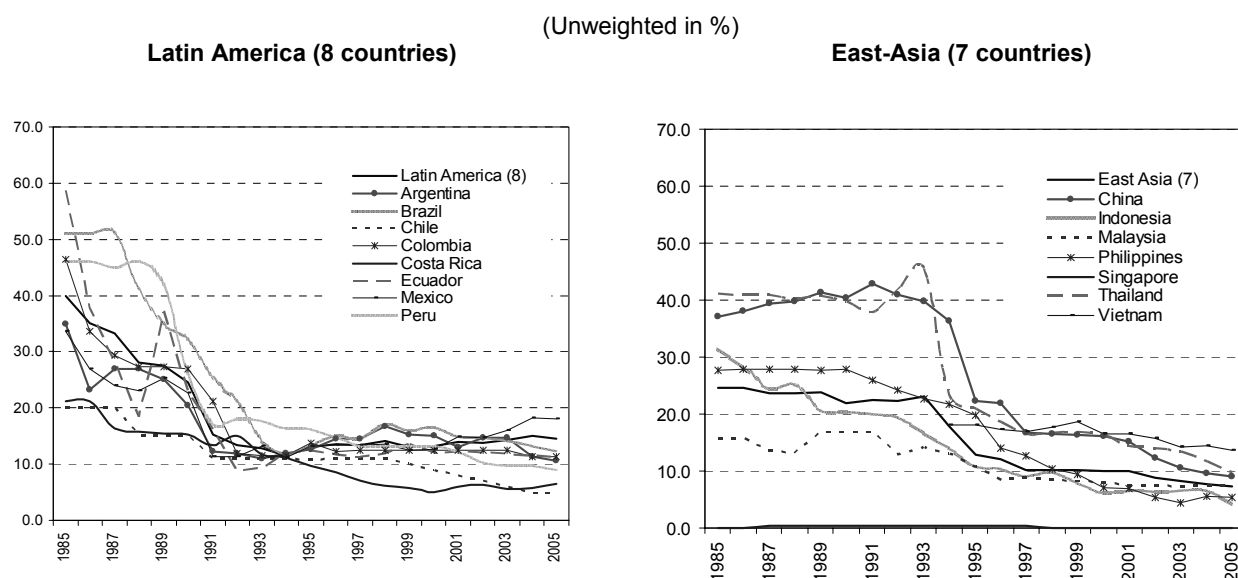 (Unweighted in %)
Latin America (8 countries)
70.0
60.0
50.0
40.0
30.0
20.0
10.0
0.0
Latin America (8)
Argentina
Brazil
Chile
Colombia
Costa Rica
Ecuador
Mexico
Peru
1985
1987
1989
1991
1993
1995
1997
1999
2001
2003
2005
East-Asia (7 countries)
70.0
60.0
50.0
40.0
30.0
20.0
10.0
0.0
East Asia (7)
China
Indonesia
Malaysia
Philippines
Singapore
Thailand
Vietnam
1985
1987
1989
1991
1993
1995
1997
1999
2001
2003
2005